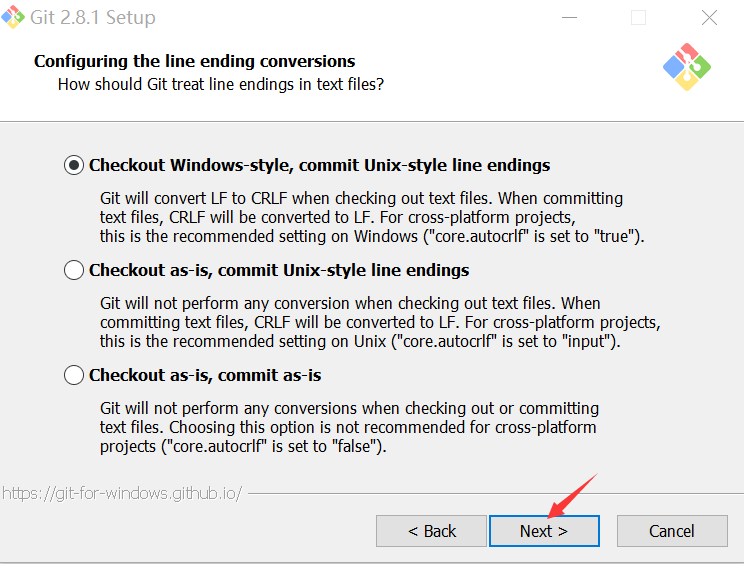 Git 2.8.1 Setup
Configuring the line ending conversions
How should Git treat line endings in text files?
Checkout Windows-style, commit Unix-style line endings
Git will convert LF to CRLF when checking out text files. When committing
text files, CRLF will be converted to LF. For cross-platform projects,
this is the recommended setting on Windows ("core.autocrlf" is set to "true").
Checkout as-is, commit Unix-style line endings
Git will not perform any conversion when checking out text files. When
committing text files, CRLF will be converted to LF. For cross-platform projects,
this is the recommended setting on Unix ("core.autocrlf" is set to "input").
Checkout as-is, commit as-is
Git will not perform any conversions when checking out or committing
text files. Choosing this option is not recommended for cross-platform
projects ("core.autocrlf" is set to "false").
https://git-for-windows.github.io/
< Back Next > Cancel